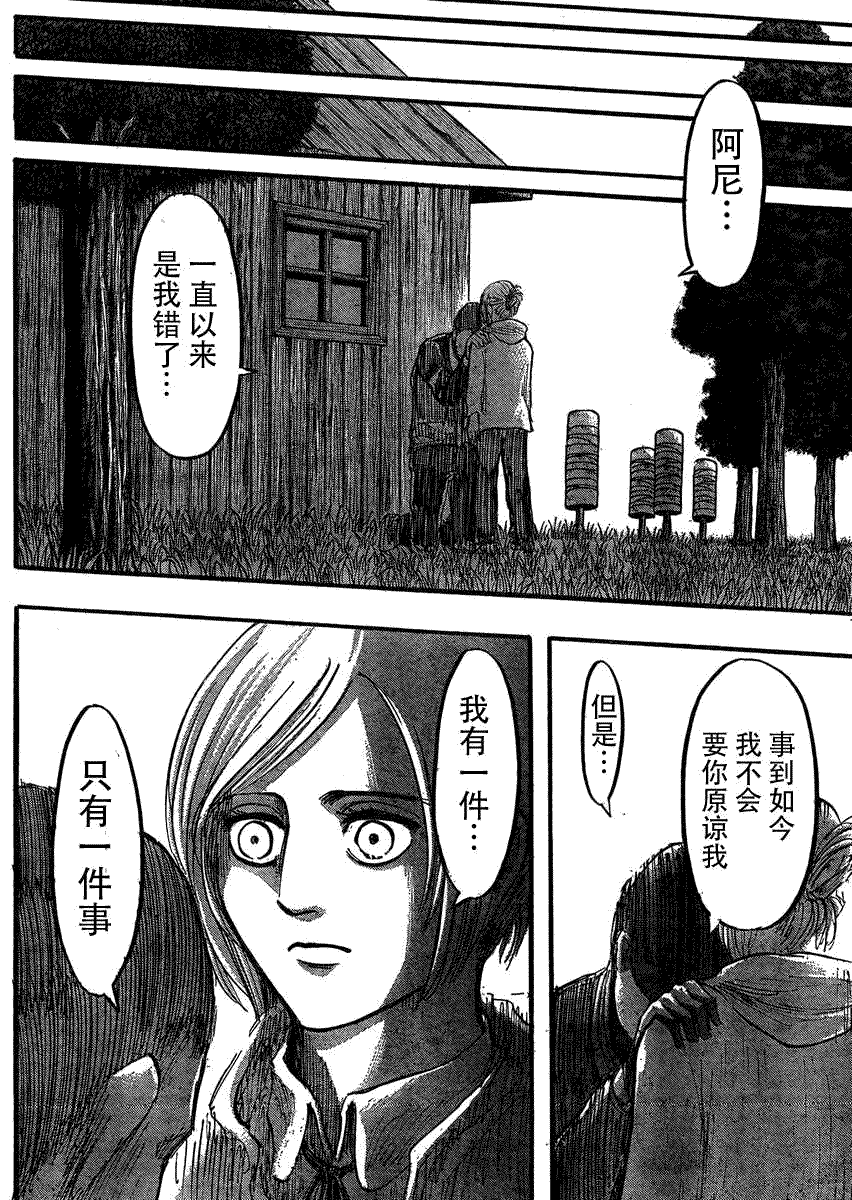 阿尼…
一直以来
是我错了…
事到如今
我不会
要你原谅我
但是…
我有一件…
只有一件事